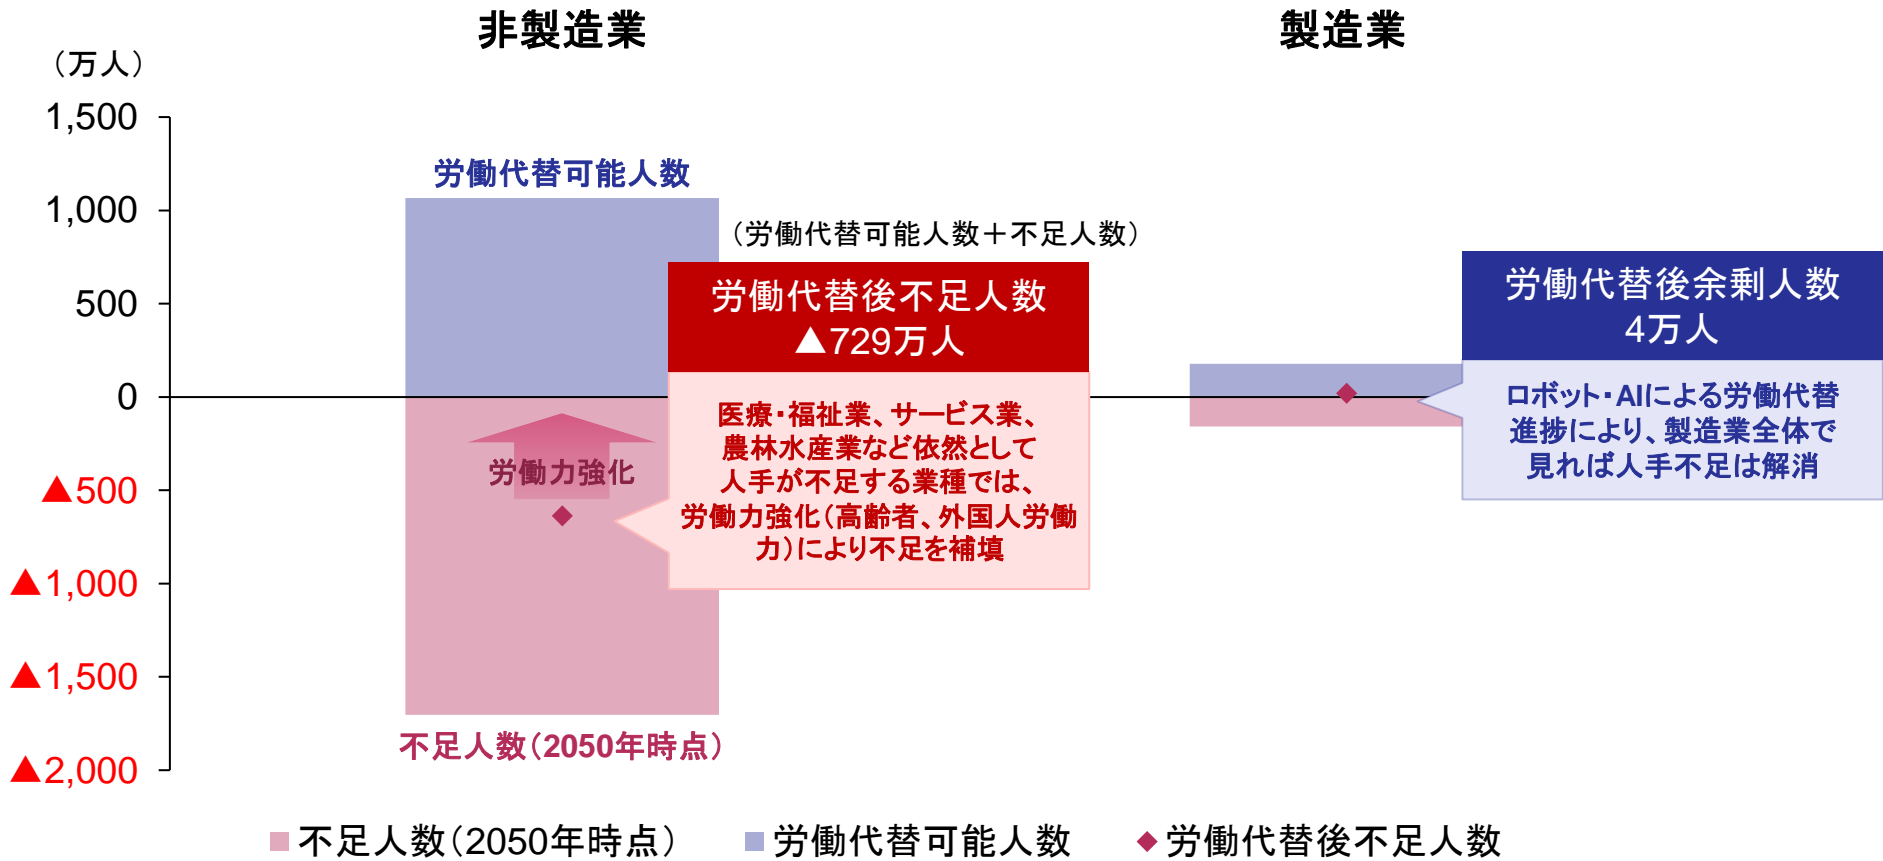 非製造業
製造業
（万人）
1,500
1,000
500
0
▲500
▲1,000
▲1,500
▲2,000
労働代替可能人数
（労働代替可能人数＋不足人数）
労働代替後不足人数
▲729万人
医療・福祉業、サービス業、
農林水産業など依然として
人手が不足する業種では、
労働力強化（高齢者、外国人労働
力）により不足を補填
労働力強化
不足人数（2050年時点）
労働代替後余剰人数
4万人
ロボット・AIによる労働代替
進捗により、製造業全体で
見れば人手不足は解消
不足人数（2050年時点）
労働代替可能人数
労働代替後不足人数